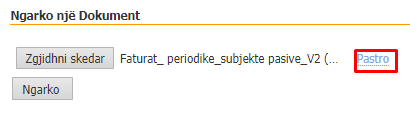 Ngarko një Dokument
Zgjidhni skedar Faturat_ periodike_subjekte pasive_V2 (... Pastro
Ngarko